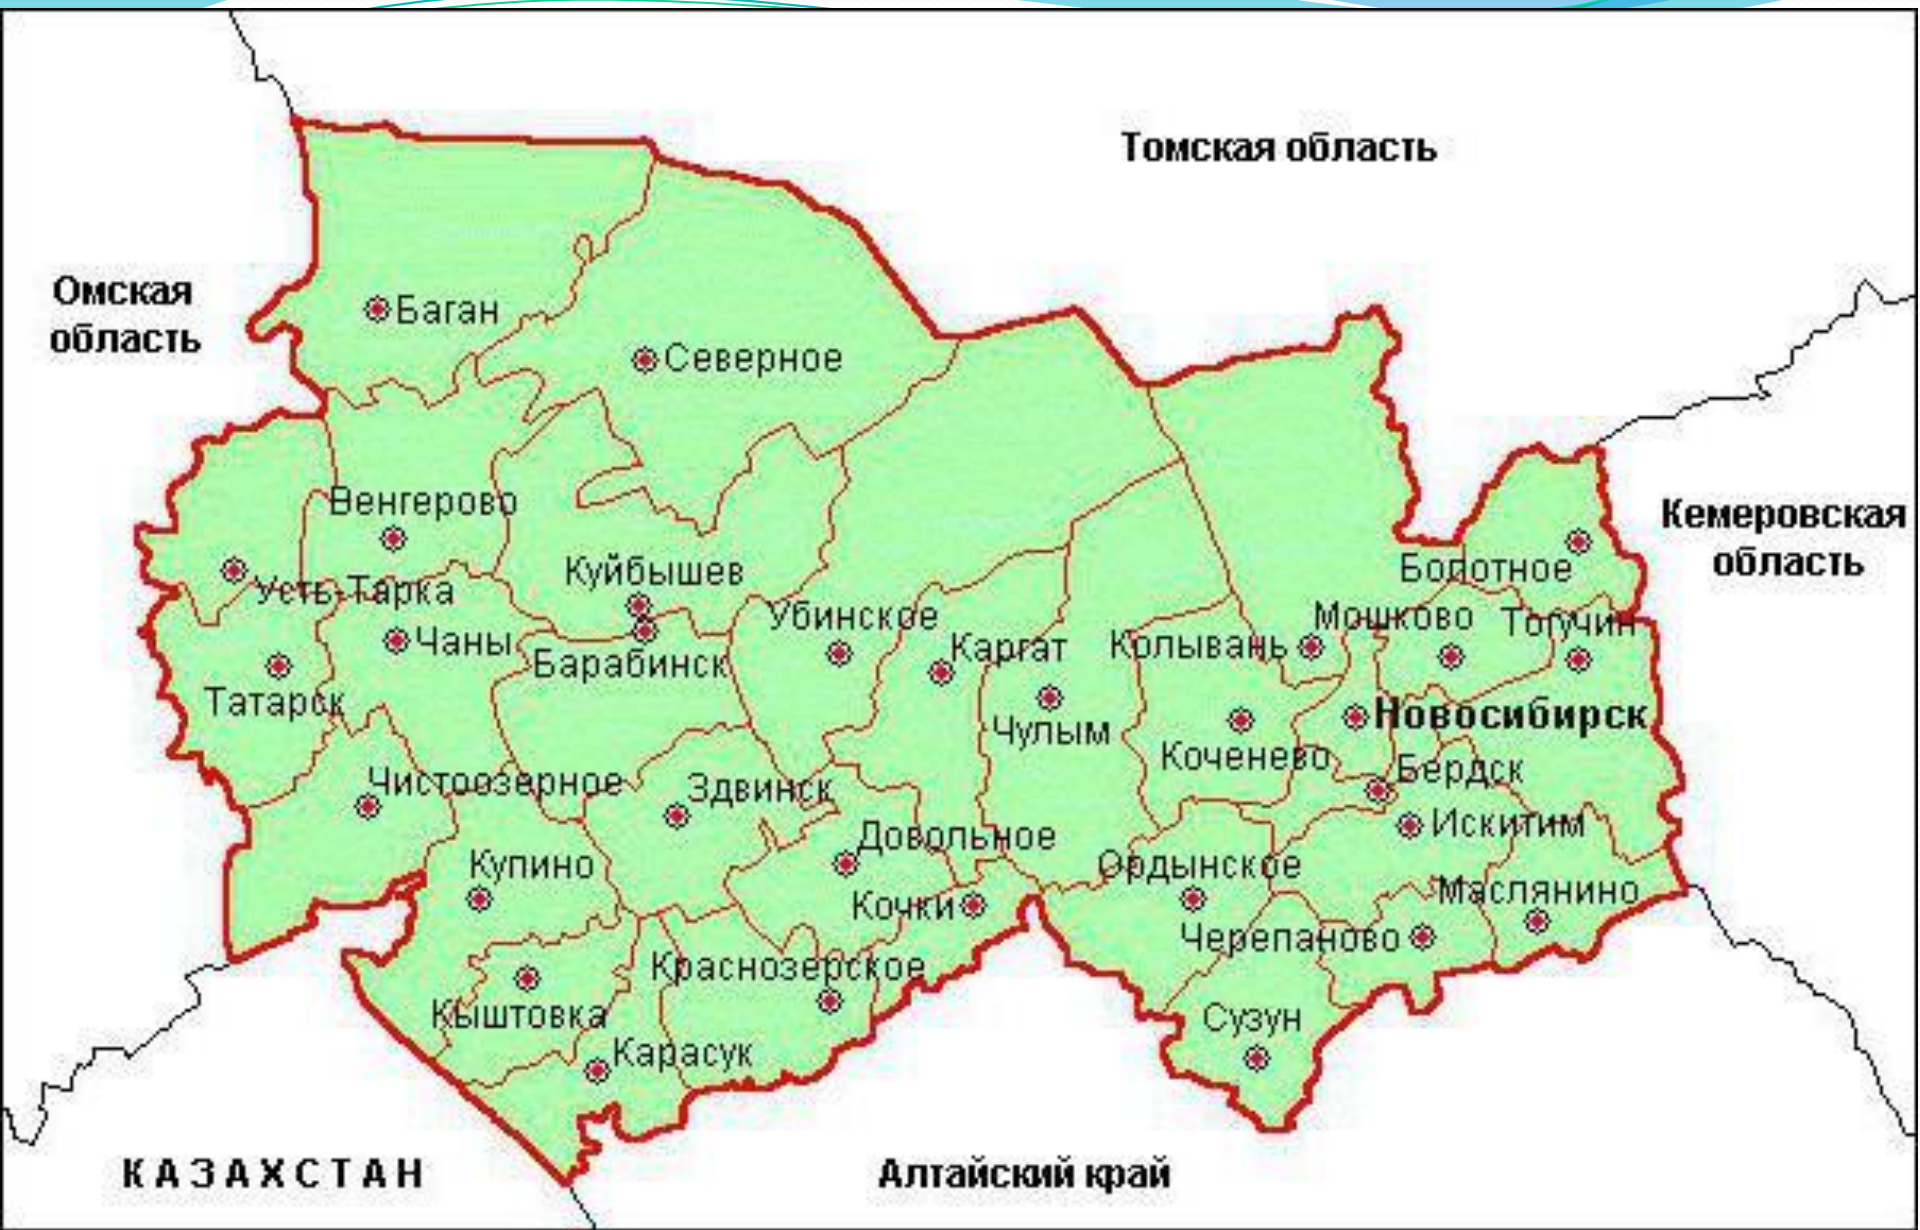 Томская область
Омская
область
Баган
Северное
Венгерово
Кемеровская
область
Куйбышев
Болотное
Усть-Тарка
Убинское
Мошково
Тогучин
Чаны
Каргат
Колывань
Барабинск
Татарск
Чулым
Новосибирск
Коченево
Бердск
Чистоозерное
Здвинск
Искитим
Довольное
Купино
Ордынское
Маслянино
Кочки
Черепаново
Краснозерское
Кыштовка
Сузун
Карасук
КАЗАХСТАН
Алтайский край